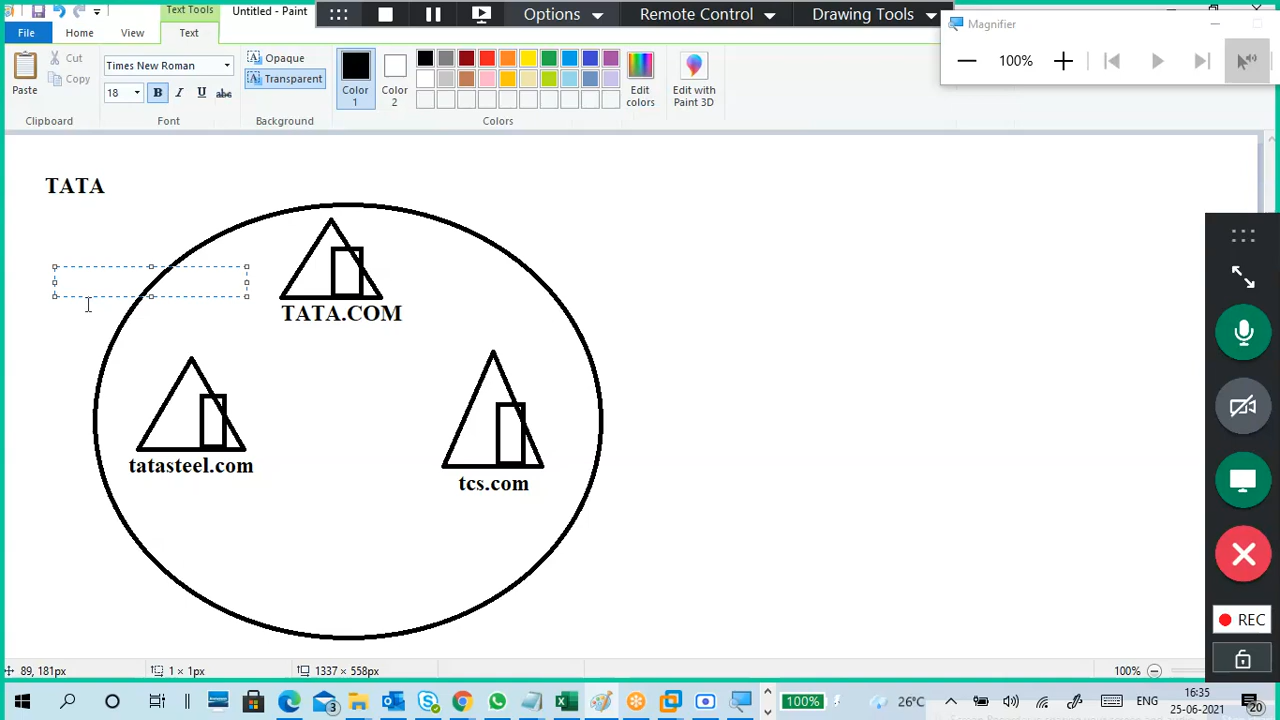 Text Tools
Untitled - Paint
Options
Remote Control
Drawing Tools
Magnifier
File
Home
View
Text
100%
Paste
Cut
Copy
Times New Roman
18
B
I
U
abc
Opaque
Transparent
Color 1
Color 2
Edit colors
Edit with Paint 3D
Clipboard
Font
Background
Colors
TATA
TATA.COM
tatasteel.com
tcs.com
REC
89, 181px
1 × 1px
1337 × 558px
100%
3
100%
26°C
ENG
16:35
25-06-2021
20